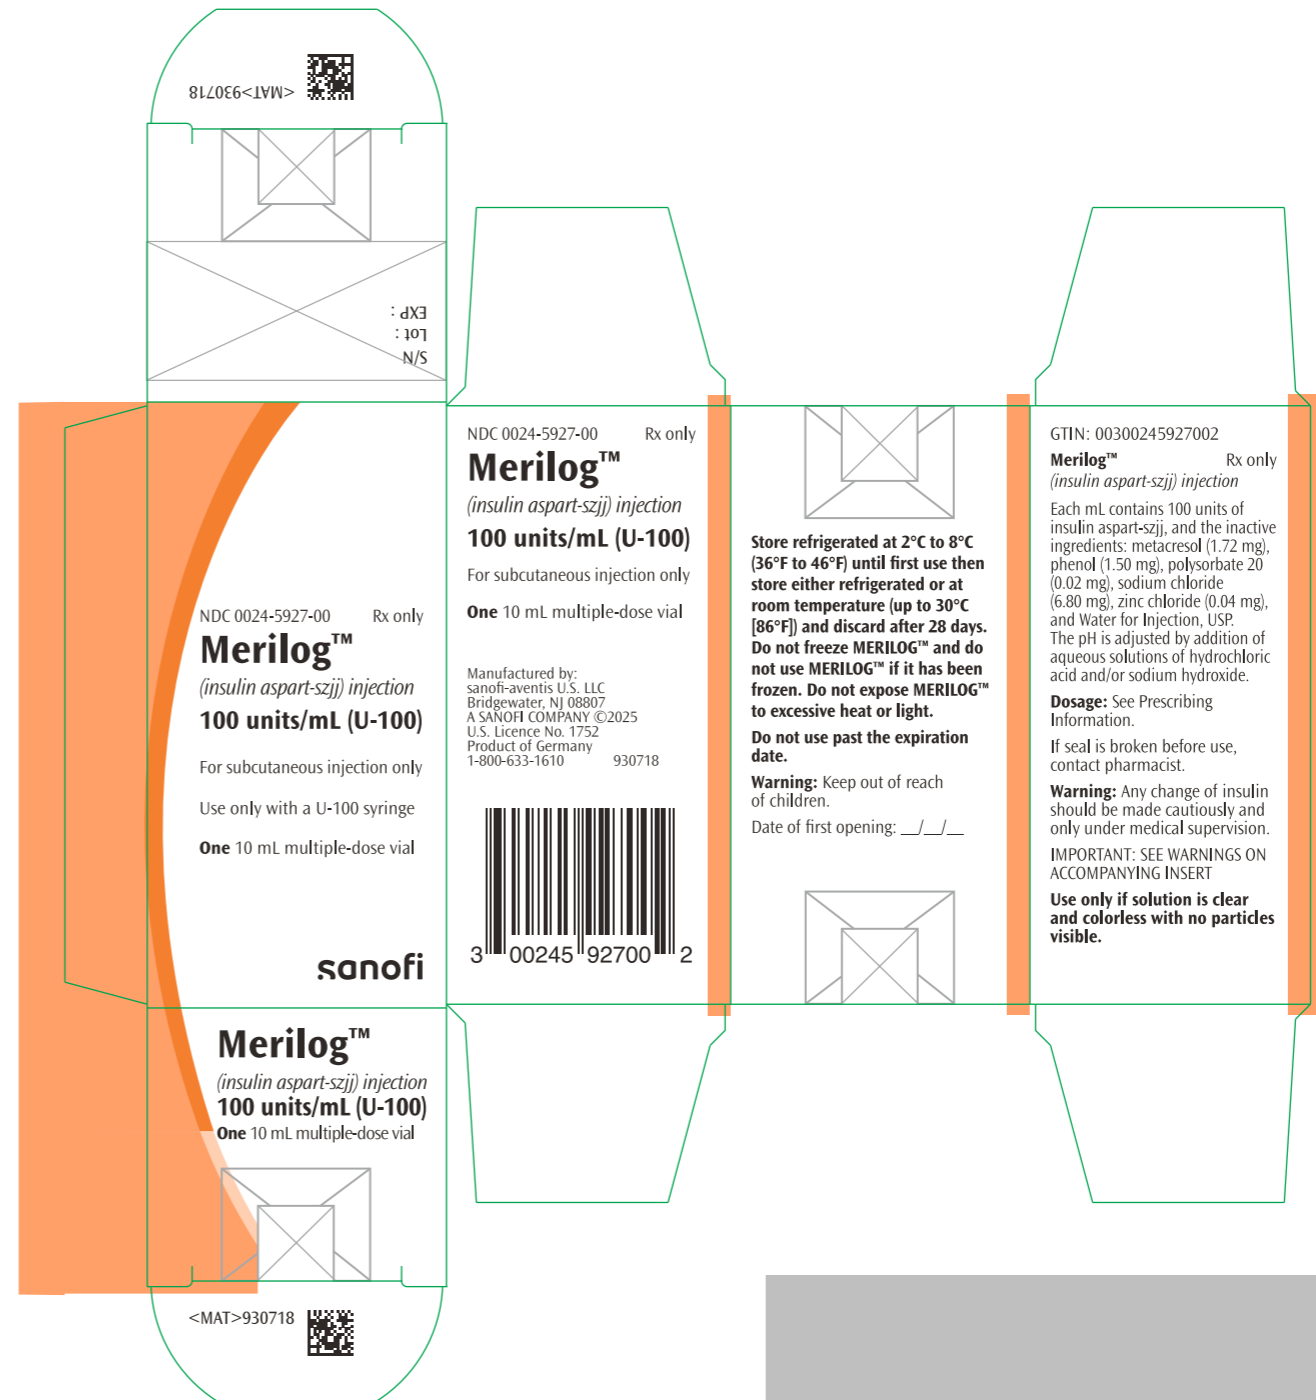 <MAT>930718
EXP :
Lot :
S/N
NDC 0024-5927-00 Rx only
Merilog™
(insulin aspart-szjj) injection
100 units/mL (U-100)
For subcutaneous injection only
Use only with a U-100 syringe
One 10 mL multiple-dose vial
sanofi
Merilog™
(insulin aspart-szjj) injection
100 units/mL (U-100)
One 10 mL multiple-dose vial
<MAT>930718
NDC 0024-5927-00 Rx only
Merilog™
(insulin aspart-szjj) injection
100 units/mL (U-100)
For subcutaneous injection only
One 10 mL multiple-dose vial
Manufactured by:
sanofi-aventis U.S. LLC
Bridgewater, NJ 08807
A SANOFI COMPANY ©2025
U.S. Licence No. 1752
Product of Germany
1-800-633-1610 930718
3 00245 92700 2
Store refrigerated at 2°C to 8°C
(36°F to 46°F) until first use then
store either refrigerated or at
room temperature (up to 30°C
[86°F]) and discard after 28 days.
Do not freeze MERILOG™ and do
not use MERILOG™ if it has been
frozen. Do not expose MERILOG™
to excessive heat or light.
Do not use past the expiration
date.
Warning: Keep out of reach
of children.
Date of first opening: __/__/__
GTIN: 00300245927002
Merilog™ Rx only
(insulin aspart-szjj) injection
Each mL contains 100 units of
insulin aspart-szjj, and the inactive
ingredients: metacresol (1.72 mg),
phenol (1.50 mg), polysorbate 20
(0.02 mg), sodium chloride
(6.80 mg), zinc chloride (0.04 mg),
and Water for Injection, USP.
The pH is adjusted by addition of
aqueous solutions of hydrochloric
acid and/or sodium hydroxide.
Dosage: See Prescribing
Information.
If seal is broken before use,
contact pharmacist.
Warning: Any change of insulin
should be made cautiously and
only under medical supervision.
IMPORTANT: SEE WARNINGS ON
ACCOMPANYING INSERT
Use only if solution is clear
and colorless with no particles
visible.